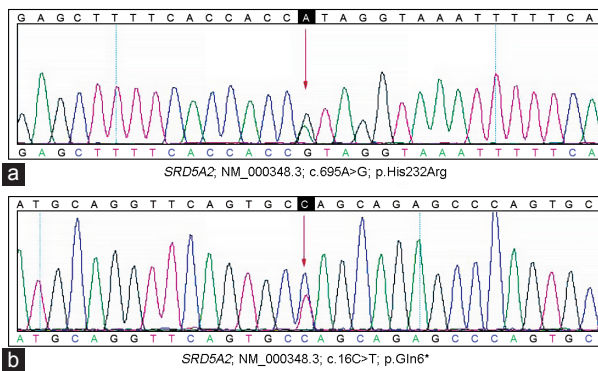 G A G C T T T T C A C C A C C A T A G G T A A A T T T T T C A
G A G C T T T T C A C C A C C G T A G G T A A A T T T T T C A
a
SRD5A2; NM_000348.3; c.695A>G; p.His232Arg
A T G C A G G T T C A G T G C C A G C A G A G C C C A G T G C
A T G C A G G T T C A G T G C C A G C A G A G C C C A G T G C
b
SRD5A2; NM_000348.3; c.16C>T; p.Gln6*